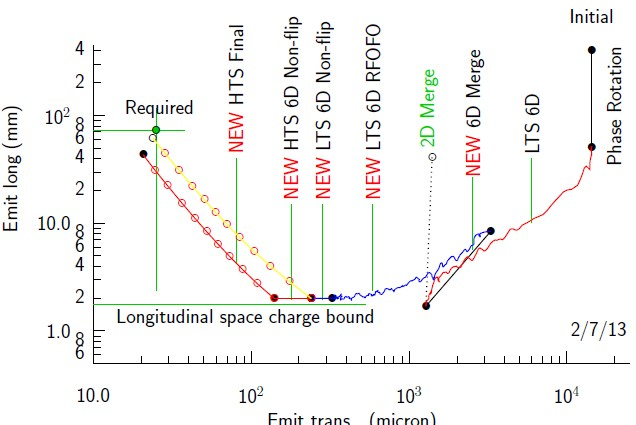 Initial
Required
NEW HTS Final
NEW HTS 6D Non-flip
NEW LTS 6D Non-flip
NEW LTS 6D RFOFO
2D Merge
NEW 6D Merge
LTS 6D
Phase Rotation
Emit long (mm)
4
2
10²
8
6
4
2
10.0
8
6
4
2
1.0
8
6
Longitudinal space charge bound
2/7/13
10.0
10²
10³
10⁴
Emit trans (micron)